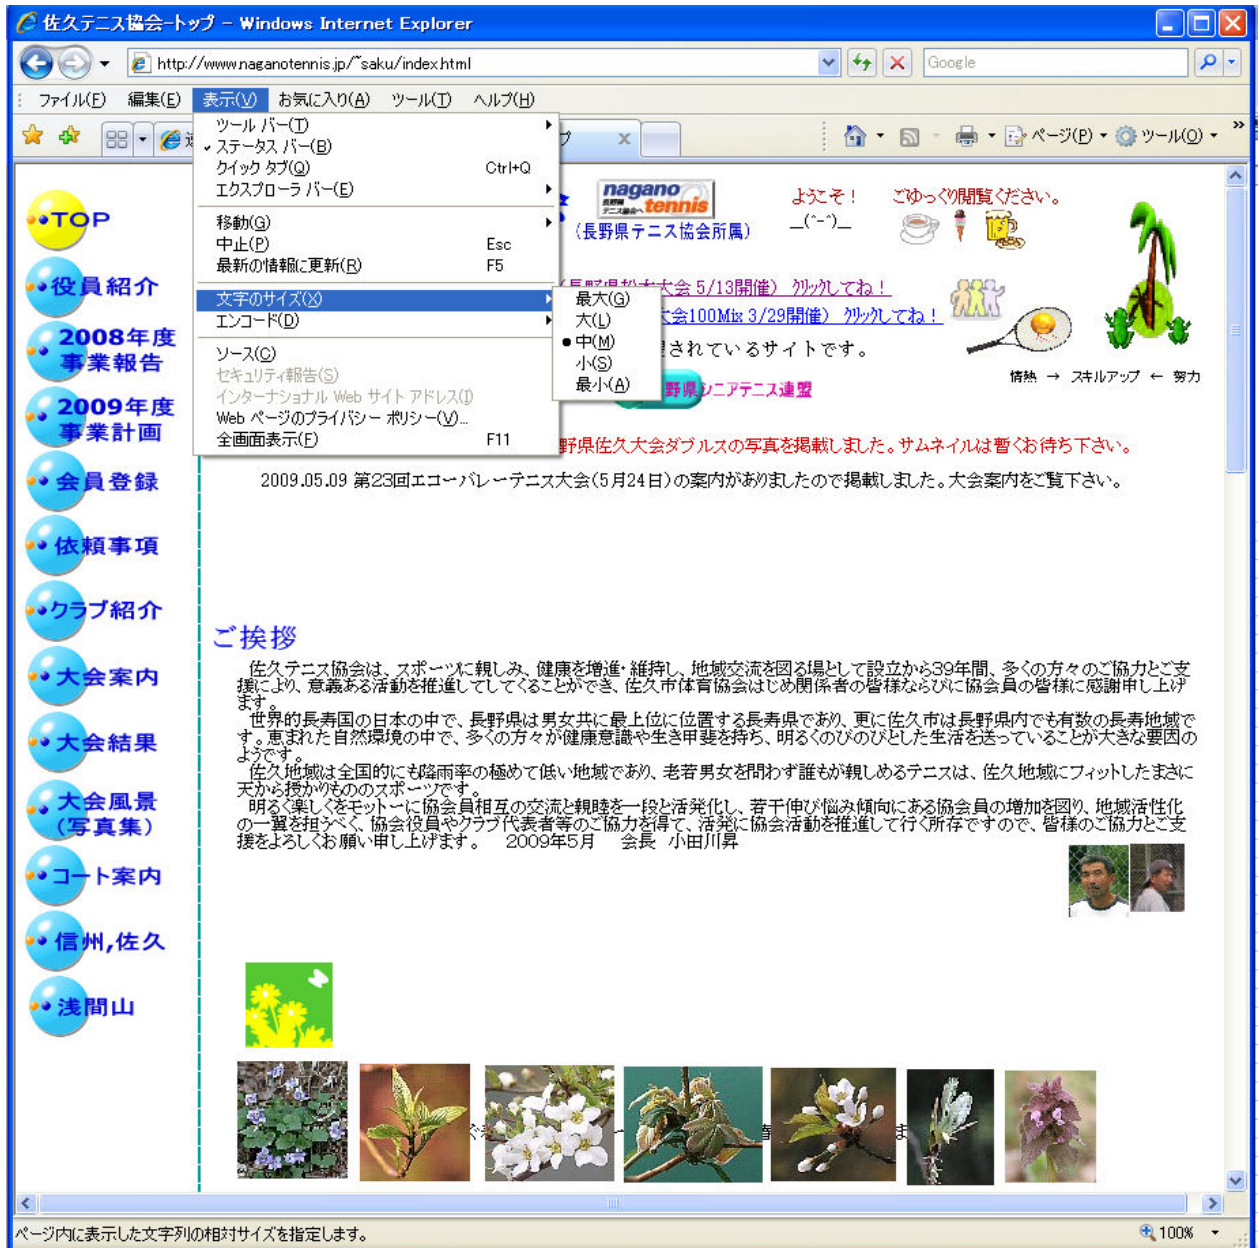 佐久テニス協会-トップ - Windows Internet Explorer
http://www.naganotennis.jp/~saku/index.html
Google
ファイル(F) 編集(E) 表示(V) お気に入り(A) ツール(T) ヘルプ(H)
ページ(P) ツール(O)
ツール バー(T)
ステータス バー(B)
クイック タブ(Q) Ctrl+Q
エクスプローラ バー(E)
移動(G)
中止(P) Esc
最新の情報に更新(R) F5
文字のサイズ(X)
エンコード(D)
ソース(C)
セキュリティ報告(S)
インターナショナル Web サイト アドレス(I)
Web ページのプライバシー ポリシー(V)...
全画面表示(F) F11
最大(G)
大(L)
中(M)
小(S)
最小(A)
TOP
役員紹介
2008年度
事業報告
2009年度
事業計画
会員登録
依頼事項
クラブ紹介
大会案内
大会結果
大会風景
(写真集)
コート案内
信州,佐久
浅間山
nagano
tennis
(長野県テニス協会所属)
ようこそ! ごゆっくり閲覧ください。
__(^-^)__
大会 5/13開催) クリックしてね!
大会100Mix 3/29開催) クリックしてね!
されているサイトです。
野県シニアテニス連盟
情熱 → スキルアップ ← 努力
野県佐久大会ダブルスの写真を掲載しました。サムネイルは暫くお待ち下さい。
2009.05.09 第23回エコーバレーテニス大会(5月24日)の案内がありましたので掲載しました。大会案内をご覧下さい。
ご挨拶
佐久テニス協会は、スポーツに親しみ、健康を増進・維持し、地域交流を図る場として設立から39年間、多くの方々のご協力とご支
援により、意義ある活動を推進してしてくることができ、佐久市体育協会はじめ関係者の皆様ならびに協会員の皆様に感謝申し上げ
ます。
世界的長寿国の日本の中で、長野県は男女共に最上位に位置する長寿県であり、更に佐久市は長野県内でも有数の長寿地域で
す。恵まれた自然環境の中で、多くの方々が健康意識や生き甲斐を持ち、明るくのびのびとした生活を送っていることが大きな要因の
ようです。
佐久地域は全国的にも降雨率の極めて低い地域であり、老若男女を問わず誰もが親しめるテニスは、佐久地域にフィットしたまさに
天から授かりもののスポーツです。
明るく楽しくをモットーに協会員相互の交流と親睦を一段と活発化し、若干伸び悩み傾向にある協会員の増加を図り、地域活性化
の一翼を担うべく、協会役員やクラブ代表者等のご協力を得て、活発に協会活動を推進して行く所存ですので、皆様のご協力とご支
援をよろしくお願い申し上げます。 2009年5月 会長 小田川昇
ページ内に表示した文字列の相対サイズを指定します。
100%